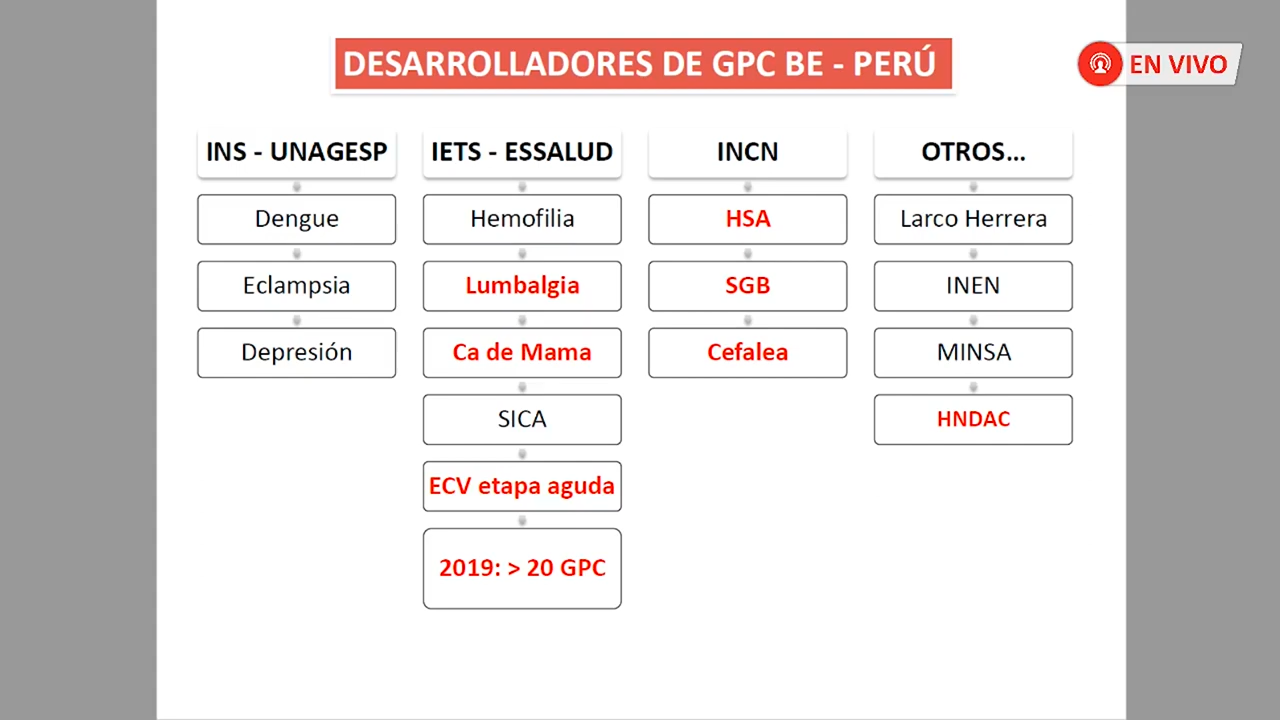 DESARROLLADORES DE GPC BE - PERÚ
EN VIVO
INS - UNAGESP
Dengue
Eclampsia
Depresión
IETS - ESSALUD
Hemofilia
Lumbalgia
Ca de Mama
SICA
ECV etapa aguda
2019: > 20 GPC
INCN
HSA
SGB
Cefalea
OTROS...
Larco Herrera
INEN
MINSA
HNDAC